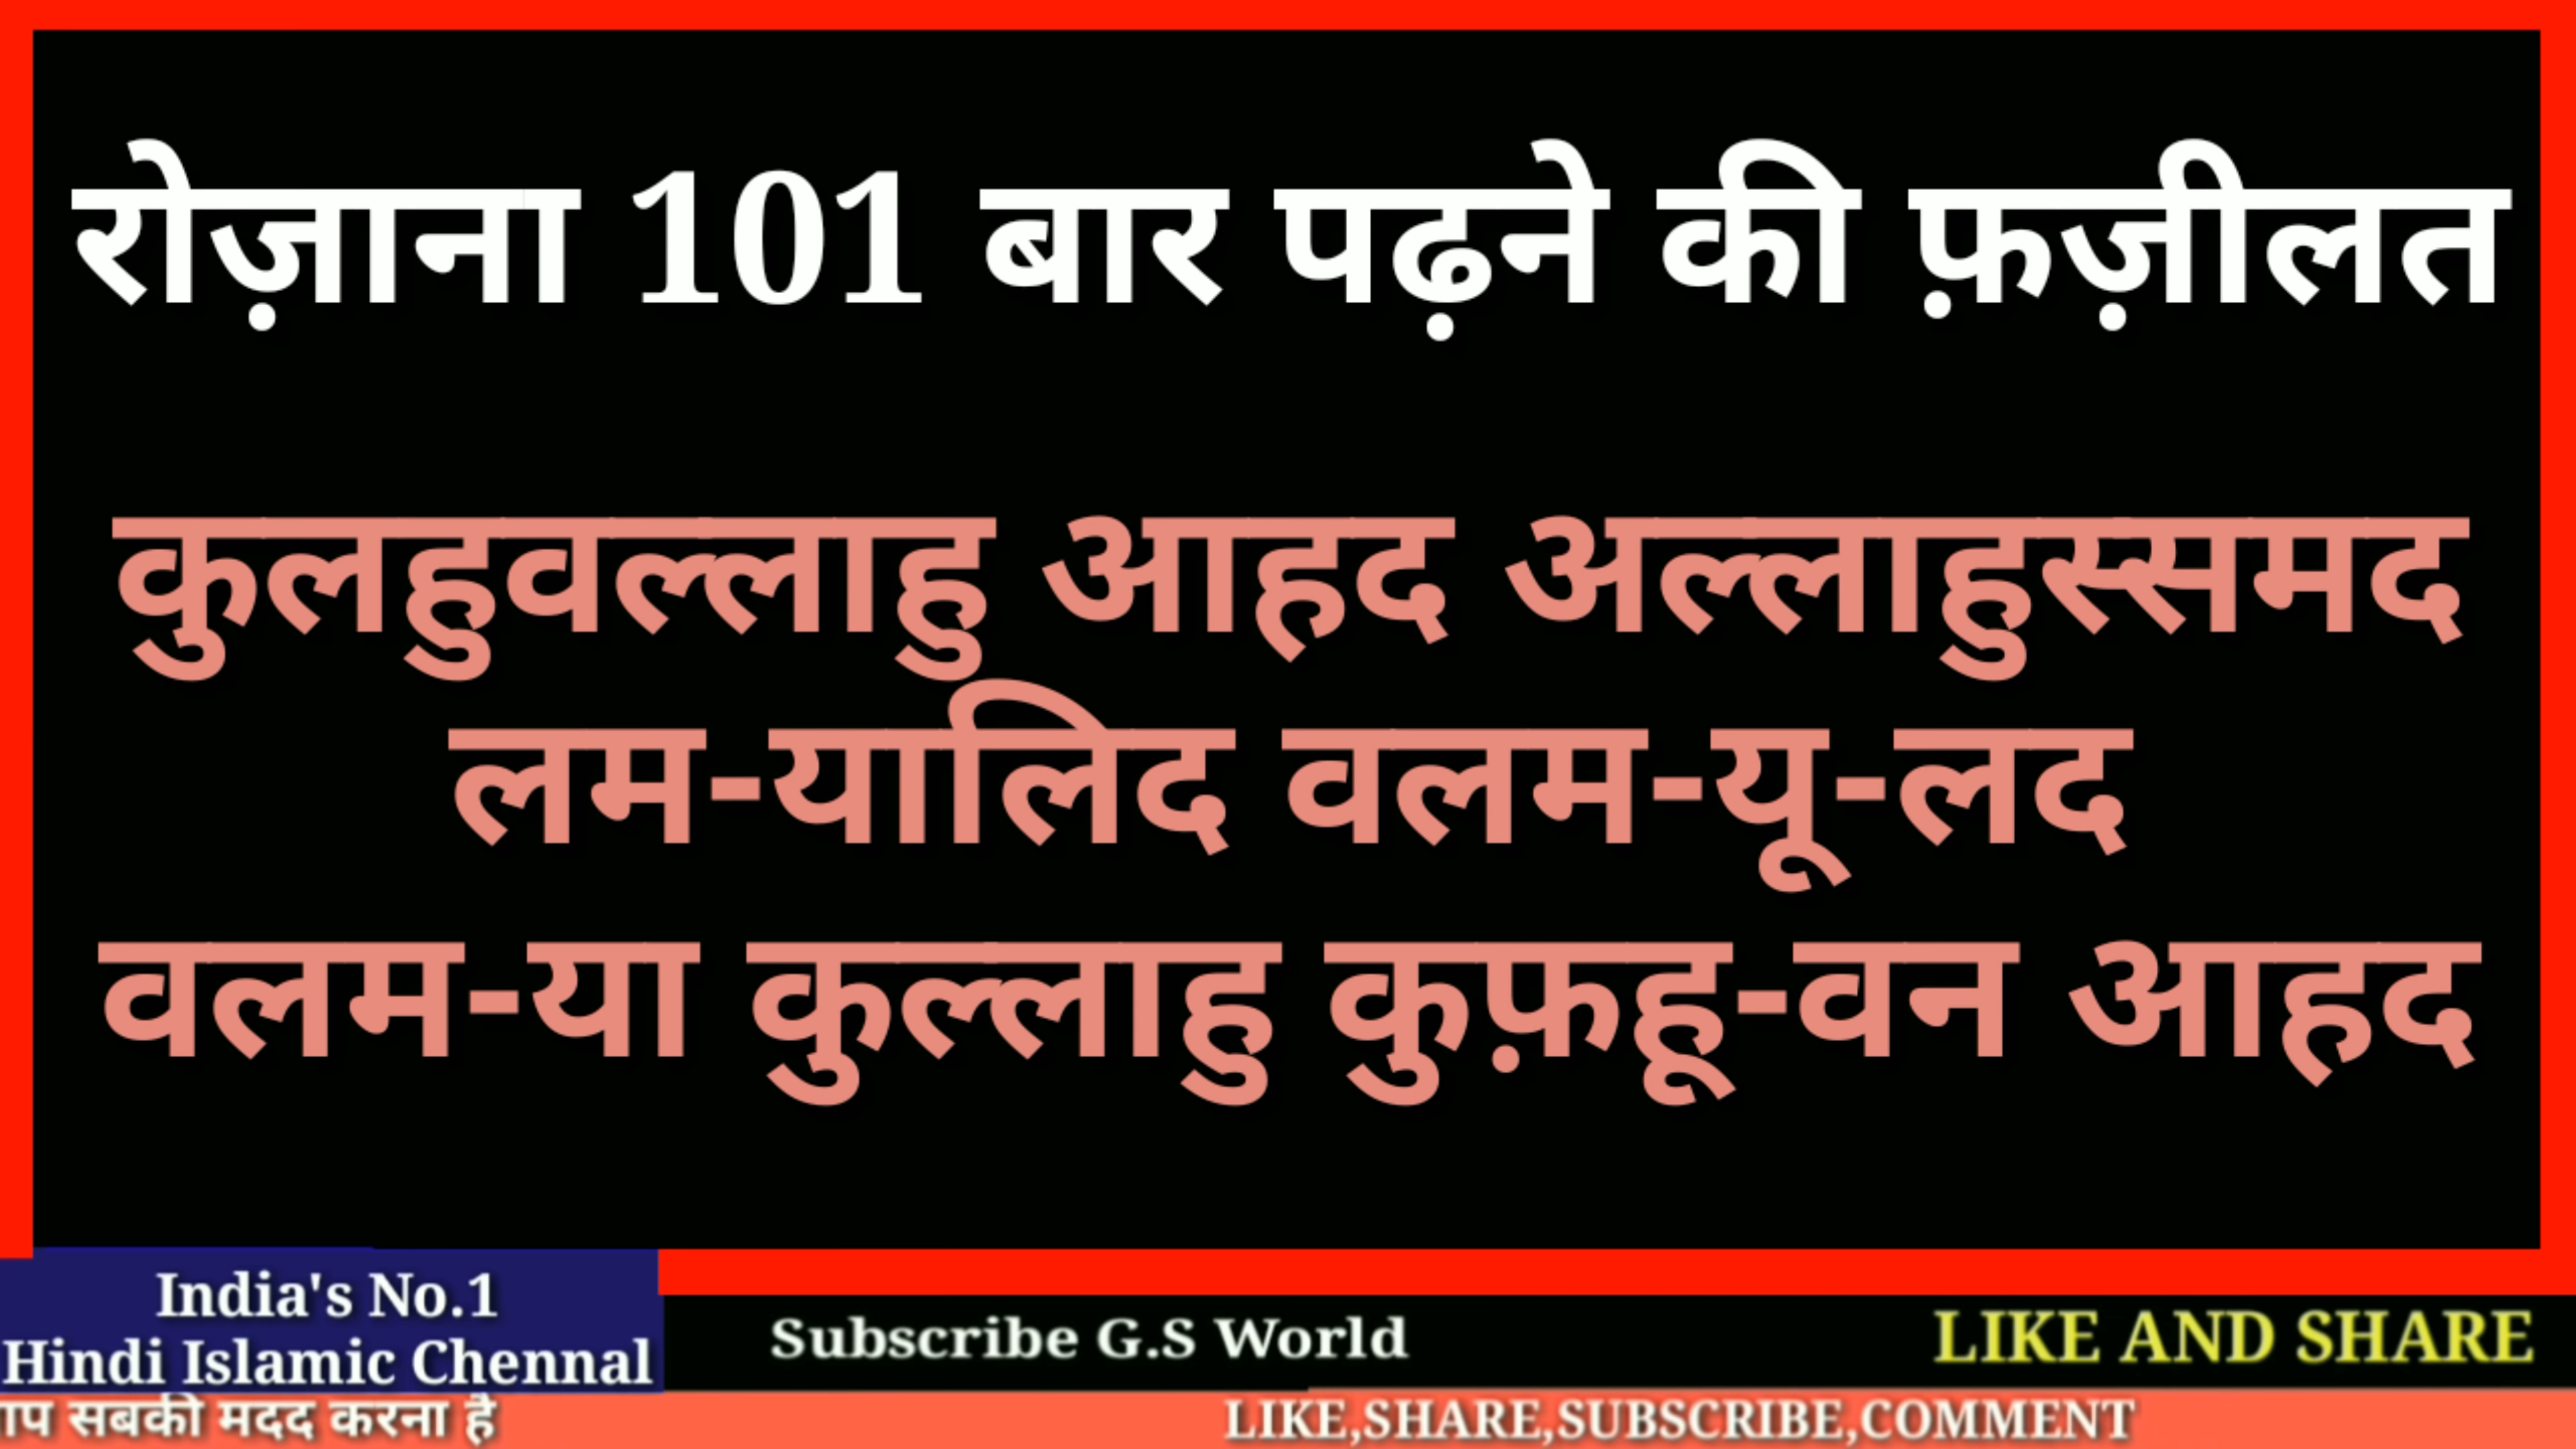 रोज़ाना 101 बार पढ़ने की फ़ज़ीलत
कुलहुवल्लाहु आहद अल्लाहुस्समद
लम-यालिद वलम-यू-लद
वलम-या कुल्लाहु कुफ़हू-वन आहद
India's No.1
Hindi Islamic Chennal
Subscribe G.S World
LIKE AND SHARE
सबकी मदद करना है
LIKE,SHARE,SUBSCRIBE,COMMENT